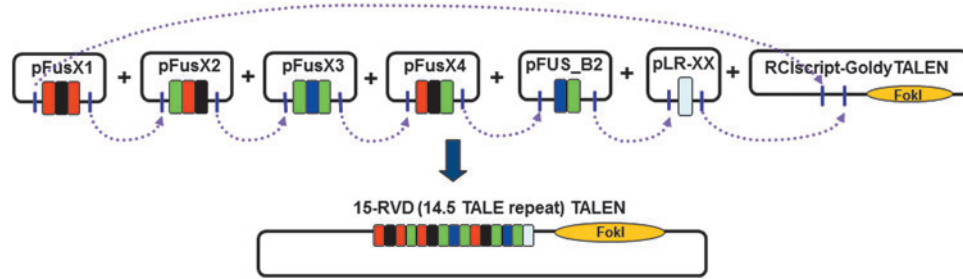 pFusX1 + pFusX2 + pFusX3 + pFusX4 + pFUS_B2 + pLR-XX + RCIscript-GoldyTALEN
FokI
15-RVD (14.5 TALE repeat) TALEN
FokI